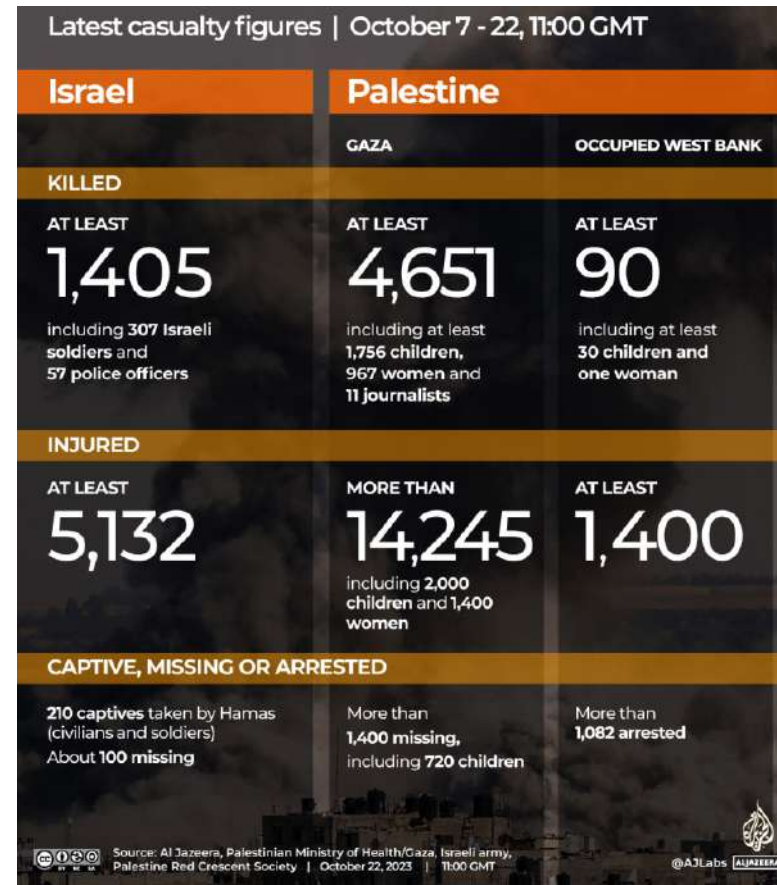 Latest casualty figures | October 7 - 22, 11:00 GMT
Israel
Palestine
GAZA
OCCUPIED WEST BANK
KILLED
AT LEAST
1,405
including 307 Israeli
soldiers and
57 police officers
AT LEAST
4,651
including at least
1,756 children,
967 women and
11 journalists
AT LEAST
90
including at least
30 children and
one woman
INJURED
AT LEAST
5,132
MORE THAN
14,245
including 2,000
children and 1,400
women
AT LEAST
1,400
CAPTIVE, MISSING OR ARRESTED
210 captives taken by Hamas
(civilians and soldiers)
About 100 missing
More than
1,400 missing,
including 720 children
More than
1,082 arrested
Source: Al Jazeera, Palestinian Ministry of Health/Gaza, Israeli army,
Palestine Red Crescent Society | October 22, 2023 | 11:00 GMT
@AJLabs ALJAZEERA